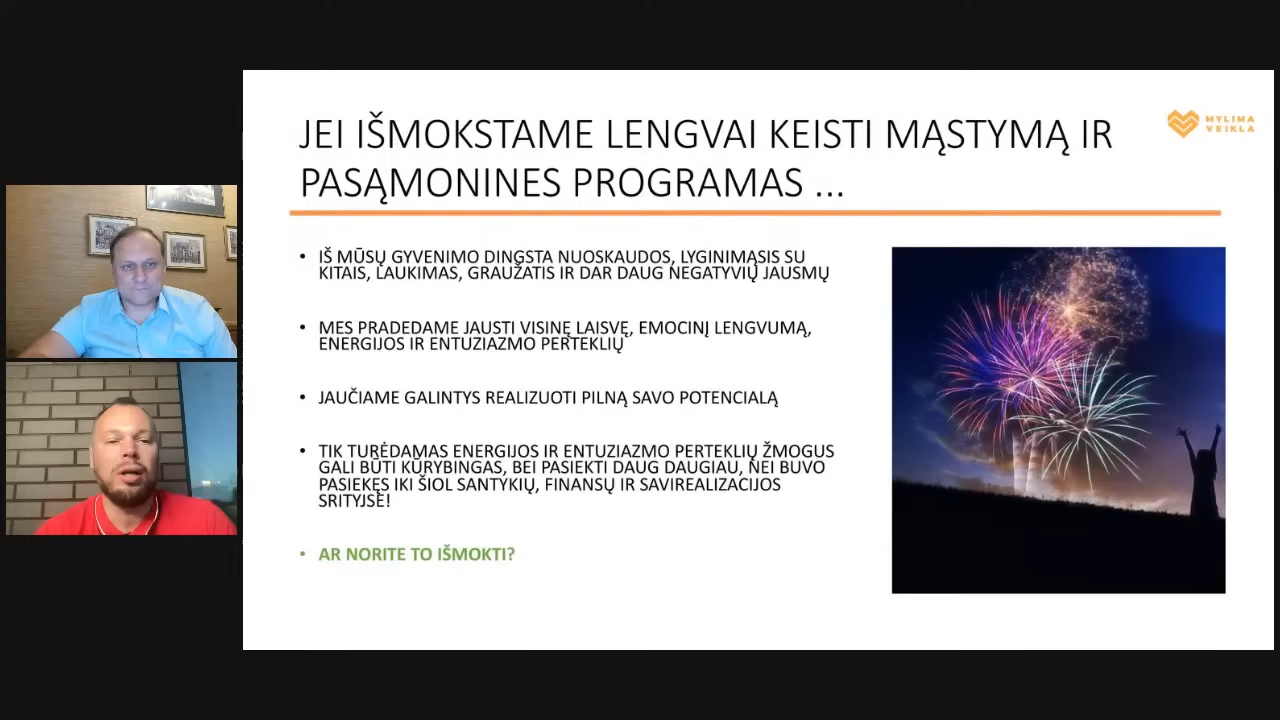 JEI IŠMOKSTAME LENGVAI KEISTI MĄSTYMĄ IR
PASĄMONINES PROGRAMAS ...
MYLIMA
VEIKLA
• IŠ MŪSŲ GYVENIMO DINGSTA NUOSKAUDOS, LYGINIMĄSIS SU
KITAIS, LAUKIMAS, GRAUŽATIS IR DAR DAUG NEGATYVIŲ JAUSMŲ
• MES PRADEDAME JAUSTI VISINĘ LAISVĘ, EMOCINĮ LENGVUMĄ,
ENERGIJOS IR ENTUZIAZMO PERTEKLIŲ
• JAUČIAME GALINTYS REALIZUOTI PILNĄ SAVO POTENCIALĄ
• TIK TURĖDAMAS ENERGIJOS IR ENTUZIAZMO PERTEKLIŲ ŽMOGUS
GALI BŪTI KŪRYBINGAS, BEI PASIEKTI DAUG DAUGIAU, NEI BUVO
PASIEKĘS IKI ŠIOL SANTYKIŲ, FINANSŲ IR SAVIREALIZACIJOS
SRITYJSE!
• AR NORITE TO IŠMOKTI?